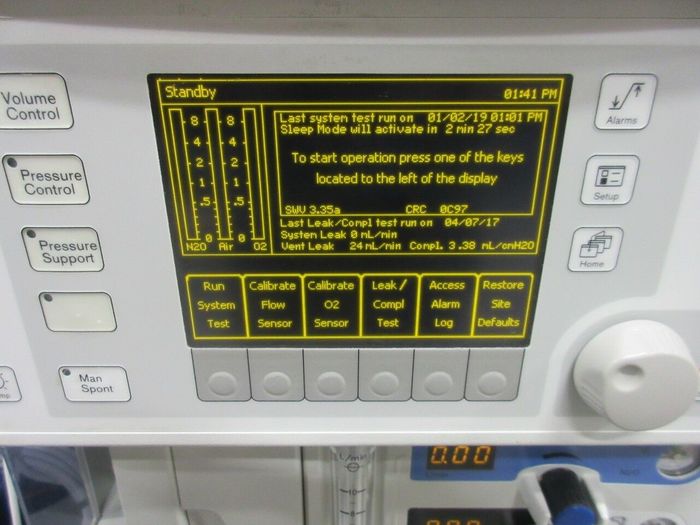 Standby 01:41 PM
Volume
Control
Pressure
Control
Pressure
Support
Man
Spont
8 8
4 4
2 2
1 1
.5 .5
0 0
N2O Air O2
Last system test run on 01/02/19 01:01 PM
Sleep Mode will activate in 2 min 27 sec
To start operation press one of the keys
located to the left of the display
SWV 3.35a CRC 0C97
Last Leak/Compl test run on 04/07/17
System Leak 0 mL/min
Vent Leak 24 mL/min Compl. 3.38 mL/cmH2O
Run
System
Test
Calibrate
Flow
Sensor
Calibrate
O2
Sensor
Leak /
Compl
Test
Access
Alarm
Log
Restore
Site
Defaults
Alarms
Setup
Home
L/min
10
8
0.00
N2O